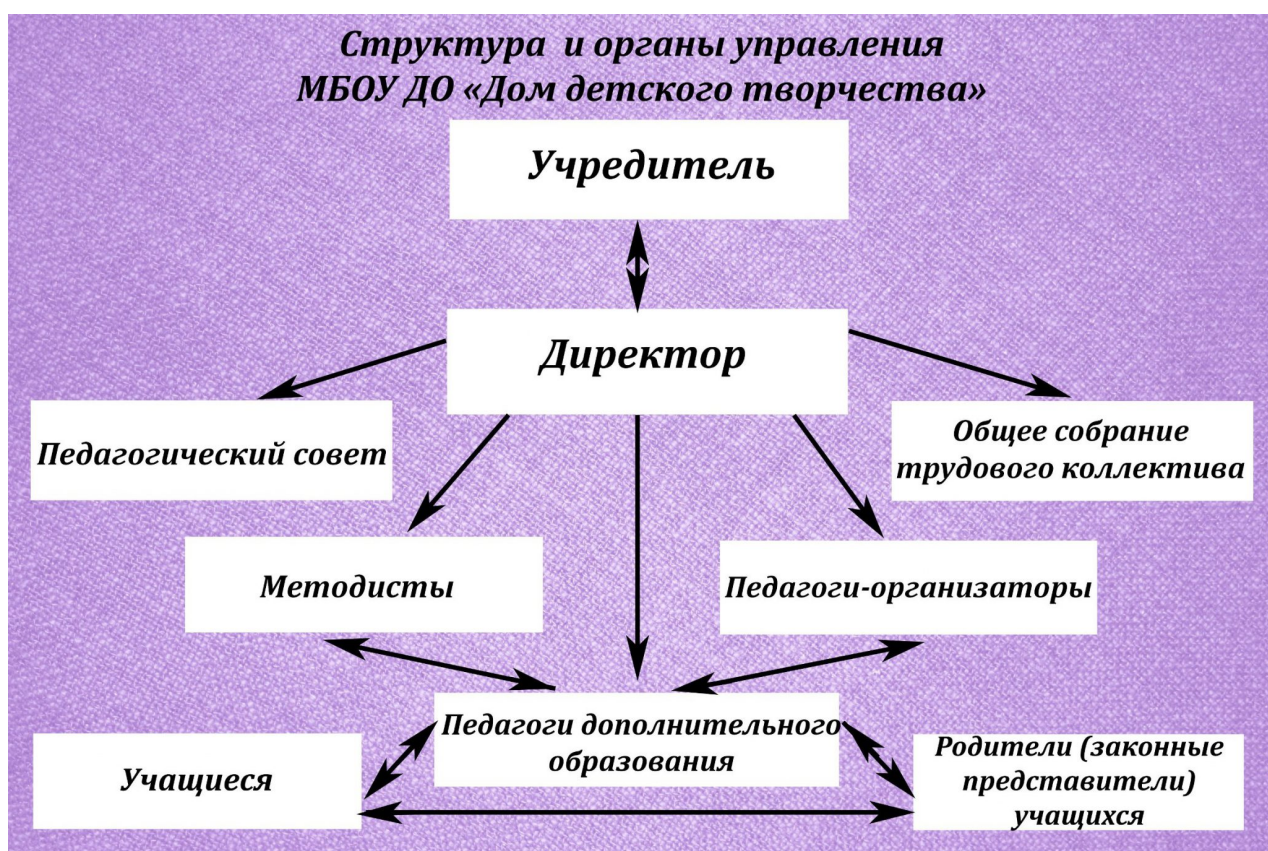 Структура и органы управления
МБОУ ДО «Дом детского творчества»
Учредитель
Директор
Педагогический совет
Общее собрание
трудового коллектива
Методисты
Педагоги-организаторы
Педагоги дополнительного
образования
Учащиеся
Родители (законные
представители)
учащихся